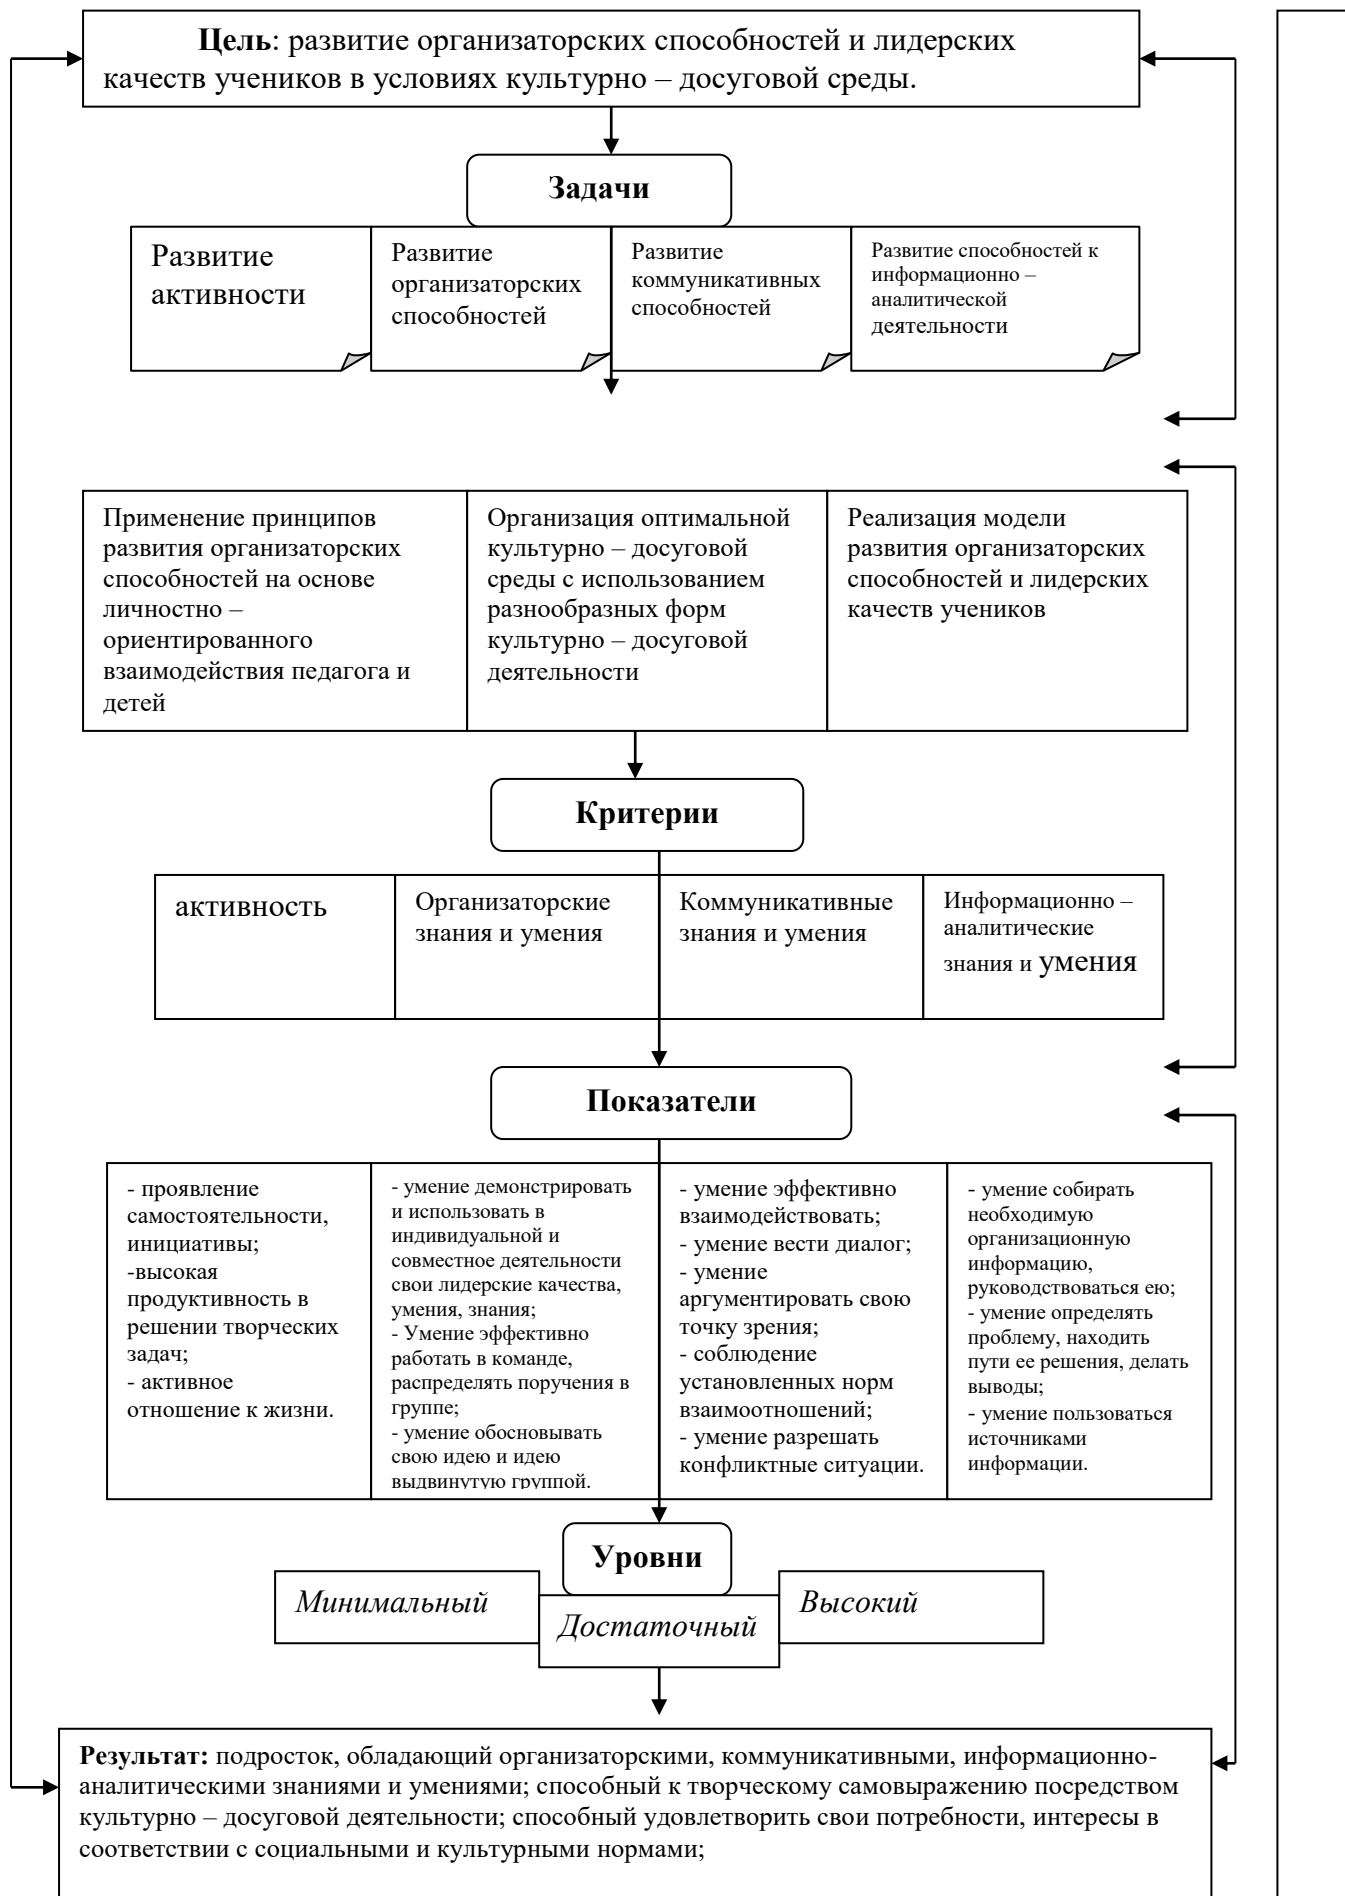 Цель: развитие организаторских способностей и лидерских
качеств учеников в условиях культурно – досуговой среды.
Задачи
Развитие
активности
Развитие
организаторских
способностей
Развитие
коммуникативных
способностей
Развитие способностей к
информационно –
аналитической
деятельности
Применение принципов
развития организаторских
способностей на основе
личностно –
ориентированного
взаимодействия педагога и
детей
Организация оптимальной
культурно – досуговой
среды с использованием
разнообразных форм
культурно – досуговой
деятельности
Реализация модели
развития организаторских
способностей и лидерских
качеств учеников
Критерии
активность
Организаторские
знания и умения
Коммуникативные
знания и умения
Информационно –
аналитические
знания и умения
Показатели
- проявление
самостоятельности,
инициативы;
-высокая
продуктивность в
решении творческих
задач;
- активное
отношение к жизни.
- умение демонстрировать
и использовать в
индивидуальной и
совместное деятельности
свои лидерские качества,
умения, знания;
- Умение эффективно
работать в команде,
распределять поручения в
группе;
- умение обосновывать
свою идею и идею
выдвинутую группой.
- умение эффективно
взаимодействовать;
- умение вести диалог;
- умение
аргументировать свою
точку зрения;
- соблюдение
установленных норм
взаимоотношений;
- умение разрешать
конфликтные ситуации.
- умение собирать
необходимую
организационную
информацию,
руководствоваться ею;
- умение определять
проблему, находить
пути ее решения, делать
выводы;
- умение пользоваться
источниками
информации.
Уровни
Минимальный
Достаточный
Высокий
Результат: подросток, обладающий организаторскими, коммуникативными, информационно-
аналитическими знаниями и умениями; способный к творческому самовыражению посредством
культурно – досуговой деятельности; способный удовлетворить свои потребности, интересы в
соответствии с социальными и культурными нормами;